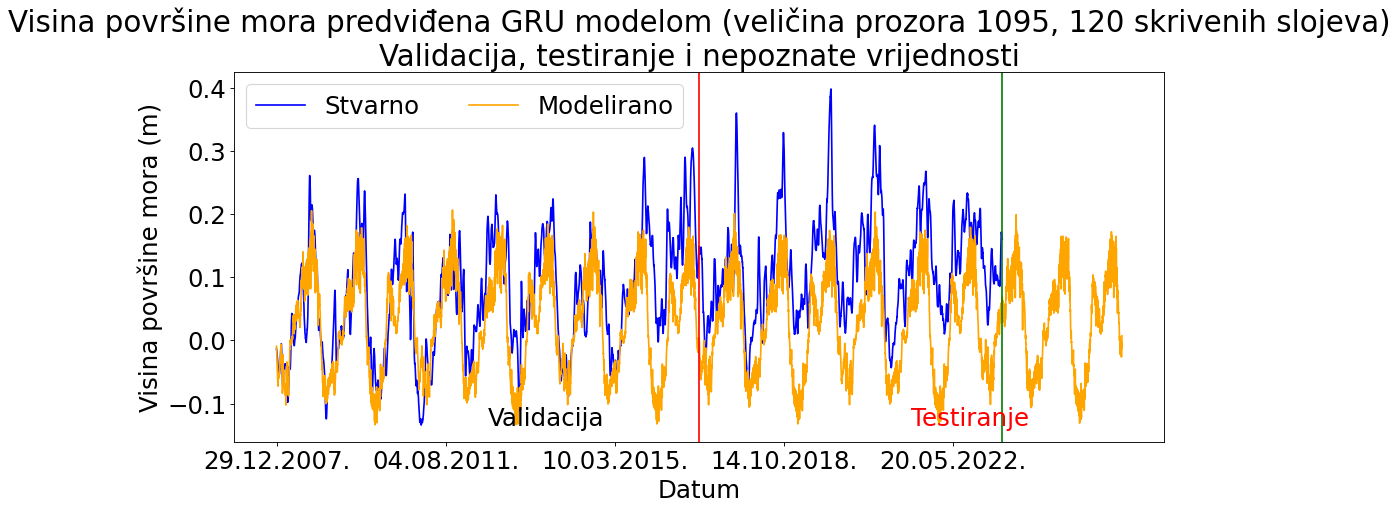 Visina površine mora predviđena GRU modelom (veličina prozora 1095, 120 skrivenih slojeva)
Validacija, testiranje i nepoznate vrijednosti
Stvarno
Modelirano
Visina površine mora (m)
0.4
0.3
0.2
0.1
0.0
−0.1
Validacija
Testiranje
29.12.2007.
04.08.2011.
10.03.2015.
14.10.2018.
20.05.2022.
Datum